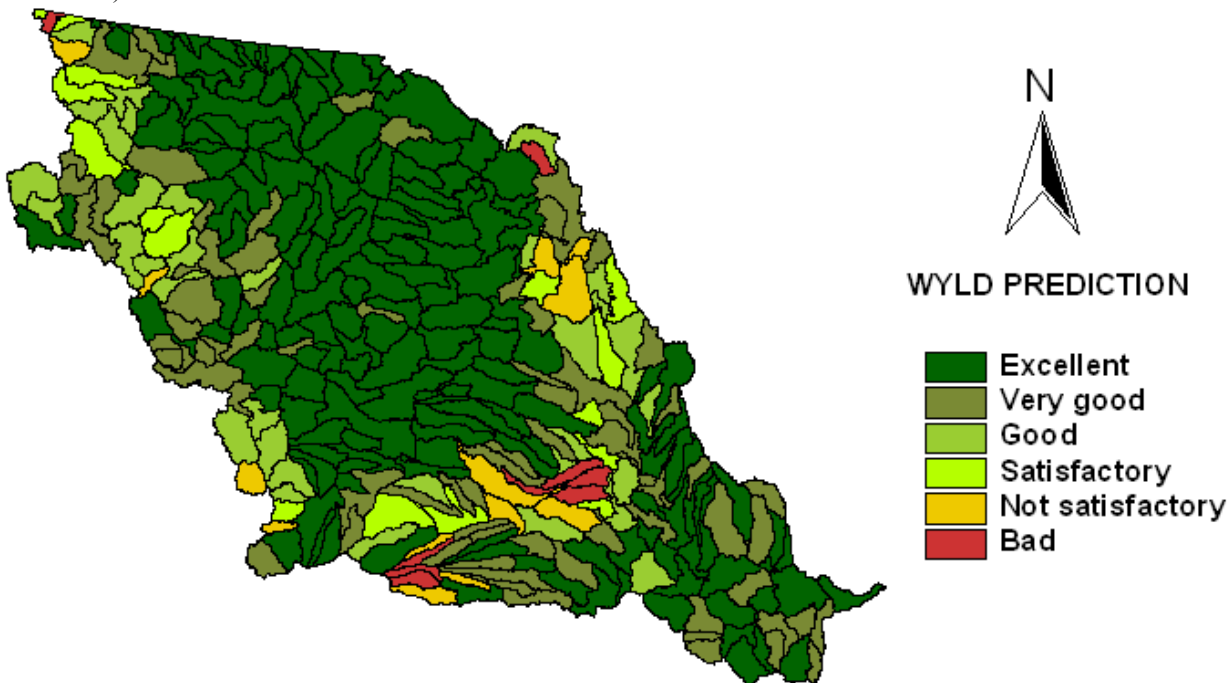 N
WYLD PREDICTION
Excellent
Very good
Good
Satisfactory
Not satisfactory
Bad